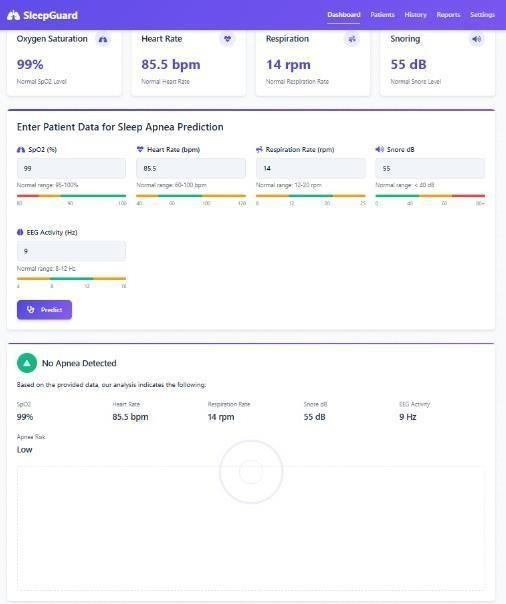 SleepGuard
Dashboard Patients History Reports Settings
Oxygen Saturation Heart Rate Respiration Snoring
99% 85.5 bpm 14 rpm 55 dB
Normal SpO2 Level Normal Heart Rate Normal Respiration Rate Normal Snore Level
Enter Patient Data for Sleep Apnea Prediction
SpO2 (%) Heart Rate (bpm) Respiration Rate (rpm) Snore dB
99 85.5 14 55
Normal range: 95-100% Normal range: 60-100 bpm Normal range: 12-20 rpm Normal range: < 40 dB
80 90 100 40 60 100 120 8 12 20 25 0 40 60 80+
EEG Activity (Hz)
9
Normal range: 8-12 Hz
4 8 12 16
Predict
No Apnea Detected
Based on the provided data, our analysis indicates the following:
SpO2 Heart Rate Respiration Rate Snore dB EEG Activity
99% 85.5 bpm 14 rpm 55 dB 9 Hz
Apnea Risk
Low